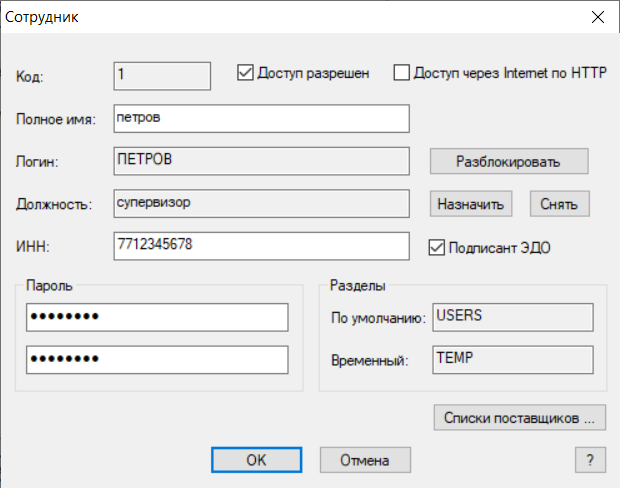 Сотрудник
Код: 1 Доступ разрешен Доступ через Internet по HTTP
Полное имя: петров
Логин: ПЕТРОВ Разблокировать
Должность: супервизор Назначить Снять
ИНН: 7712345678 Подписант ЭДО
Пароль Разделы
●●●●●●●● По умолчанию: USERS
●●●●●●●● Временный: TEMP
Списки поставщиков ...
OK Отмена ?